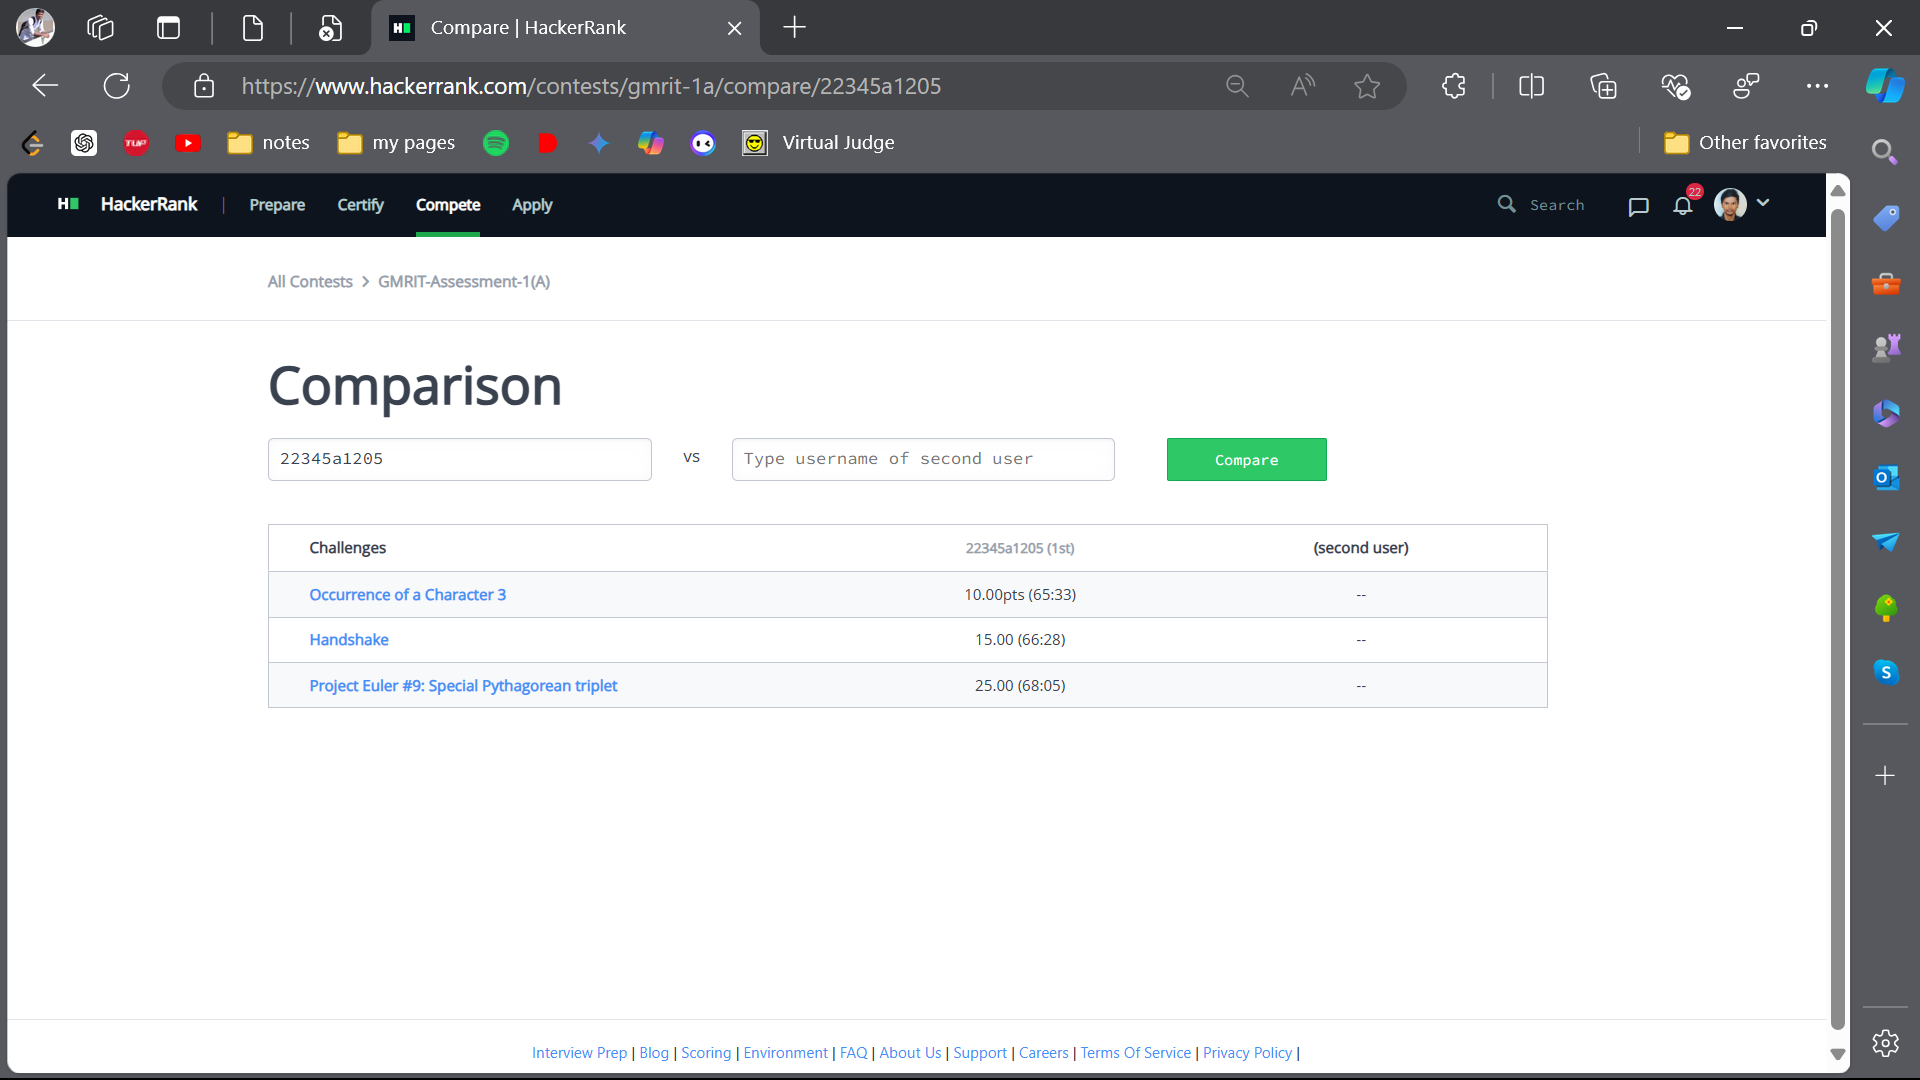 Compare | HackerRank
https://www.hackerrank.com/contests/gmrit-1a/compare/22345a1205
TUF
notes
my pages
Virtual Judge
Other favorites
H
HackerRank | Prepare Certify Compete Apply
Search
22
All Contests > GMRIT-Assessment-1(A)
Comparison
22345a1205
vs
Type username of second user
Compare
Challenges 22345a1205 (1st) (second user)
Occurrence of a Character 3 10.00pts (65:33) --
Handshake 15.00 (66:28) --
Project Euler #9: Special Pythagorean triplet 25.00 (68:05) --
Interview Prep | Blog | Scoring | Environment | FAQ | About Us | Support | Careers | Terms Of Service | Privacy Policy |